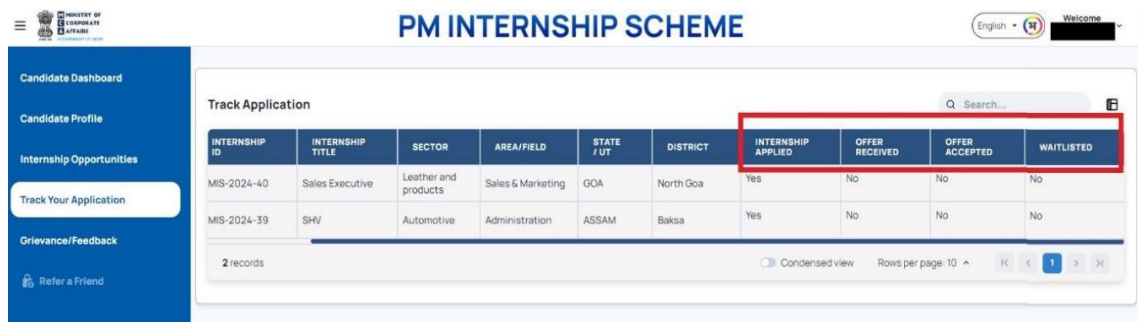 MINISTRY OF
CORPORATE
AFFAIRS
GOVERNMENT OF INDIA
PM INTERNSHIP SCHEME
English
अ
Welcome
Candidate Dashboard
Candidate Profile
Internship Opportunities
Track Your Application
Grievance/Feedback
Refer a Friend
Track Application
Search...
INTERNSHIP ID INTERNSHIP TITLE SECTOR AREA/FIELD STATE / UT DISTRICT INTERNSHIP APPLIED OFFER RECEIVED OFFER ACCEPTED WAITLISTED
MIS-2024-40 Sales Executive Leather and products Sales & Marketing GOA North Goa Yes No No No
MIS-2024-39 SHV Automotive Administration ASSAM Baksa Yes No No No
2 records Condensed view Rows per page: 10 1